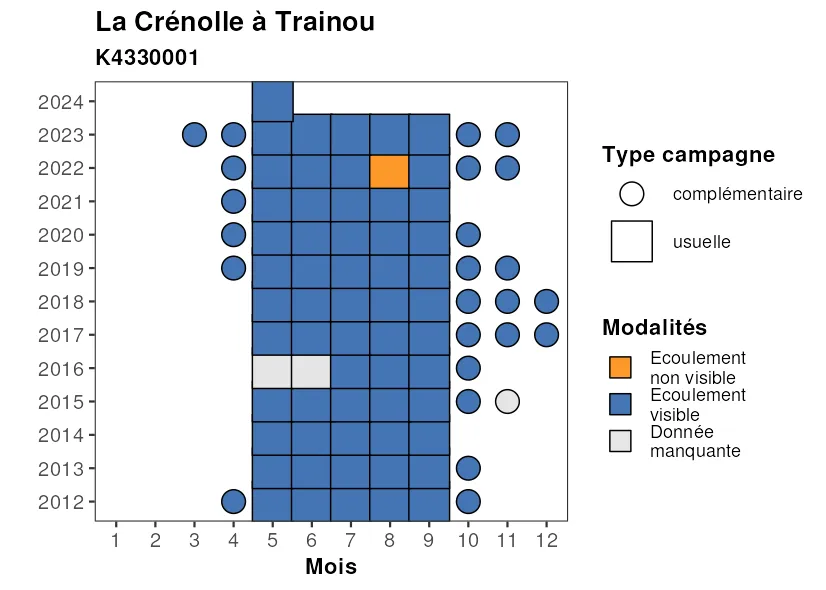 La Crénolle à Trainou
K4330001
2024
2023
2022
2021
2020
2019
2018
2017
2016
2015
2014
2013
2012
1 2 3 4 5 6 7 8 9 10 11 12
Mois
Type campagne
complémentaire
usuelle
Modalités
Ecoulement
non visible
Ecoulement
visible
Donnée
manquante